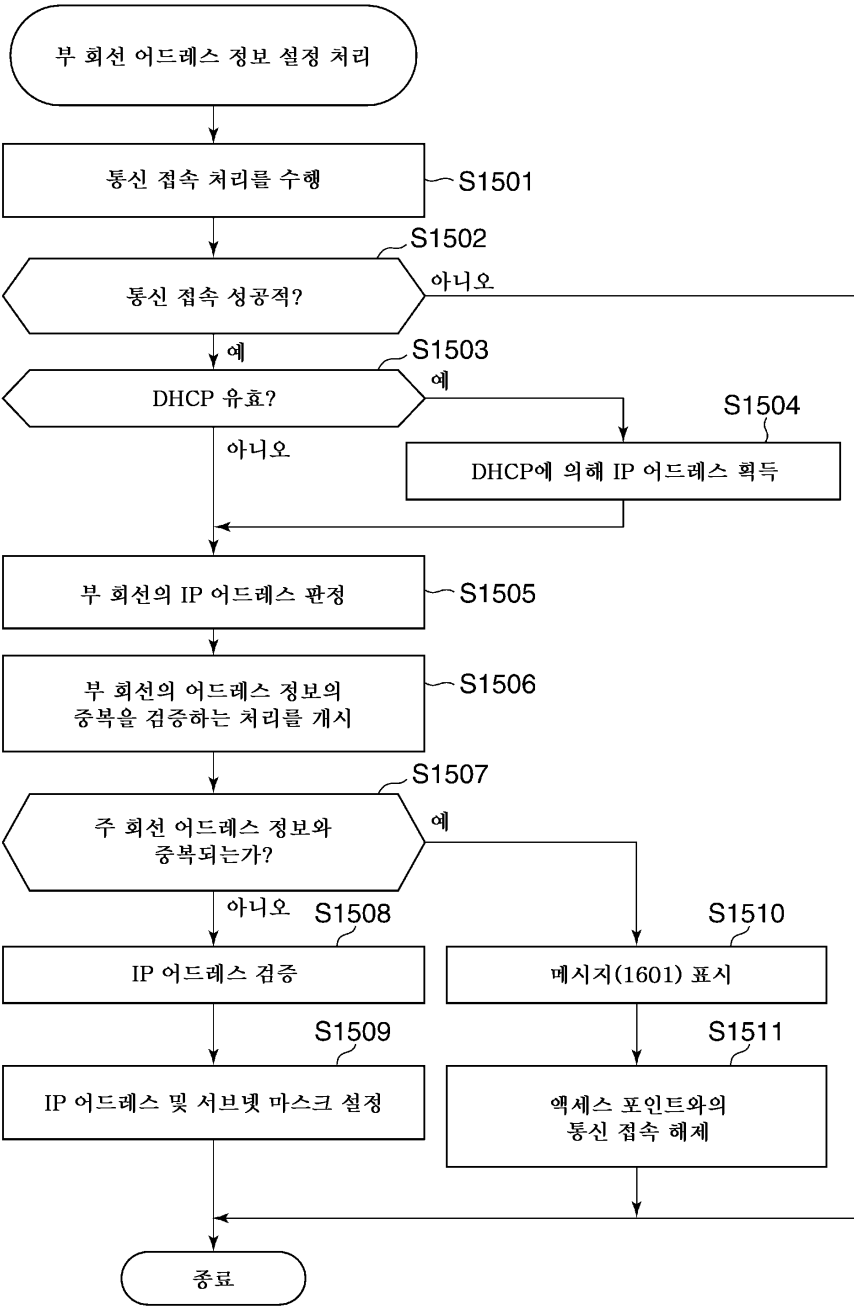 부 회선 어드레스 정보 설정 처리
통신 접속 처리를 수행
S1501
S1502
통신 접속 성공적?
아니오
예
S1503
DHCP 유효?
예
아니오
S1504
DHCP에 의해 IP 어드레스 획득
부 회선의 IP 어드레스 판정
S1505
부 회선의 어드레스 정보의
중복을 검증하는 처리를 개시
S1506
S1507
주 회선 어드레스 정보와
중복되는가?
예
아니오
S1508
IP 어드레스 검증
S1510
메시지(1601) 표시
S1509
IP 어드레스 및 서브넷 마스크 설정
S1511
액세스 포인트와의
통신 접속 해제
종료